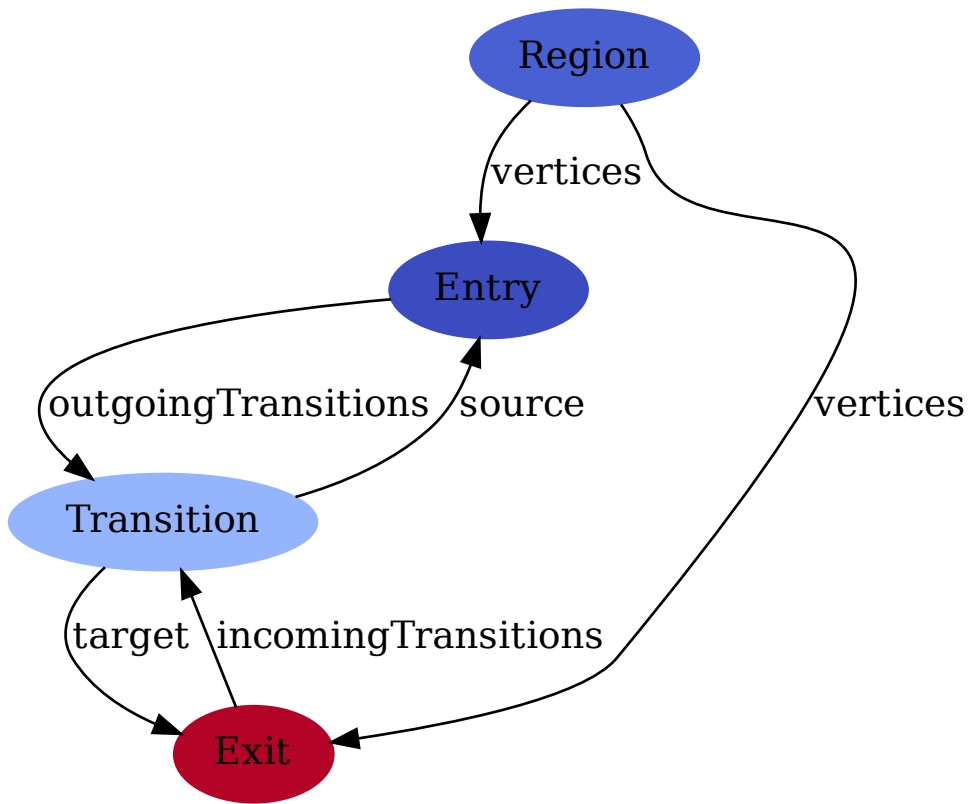 Region
vertices
Entry
outgoingTransitions
source
vertices
Transition
target
incomingTransitions
Exit